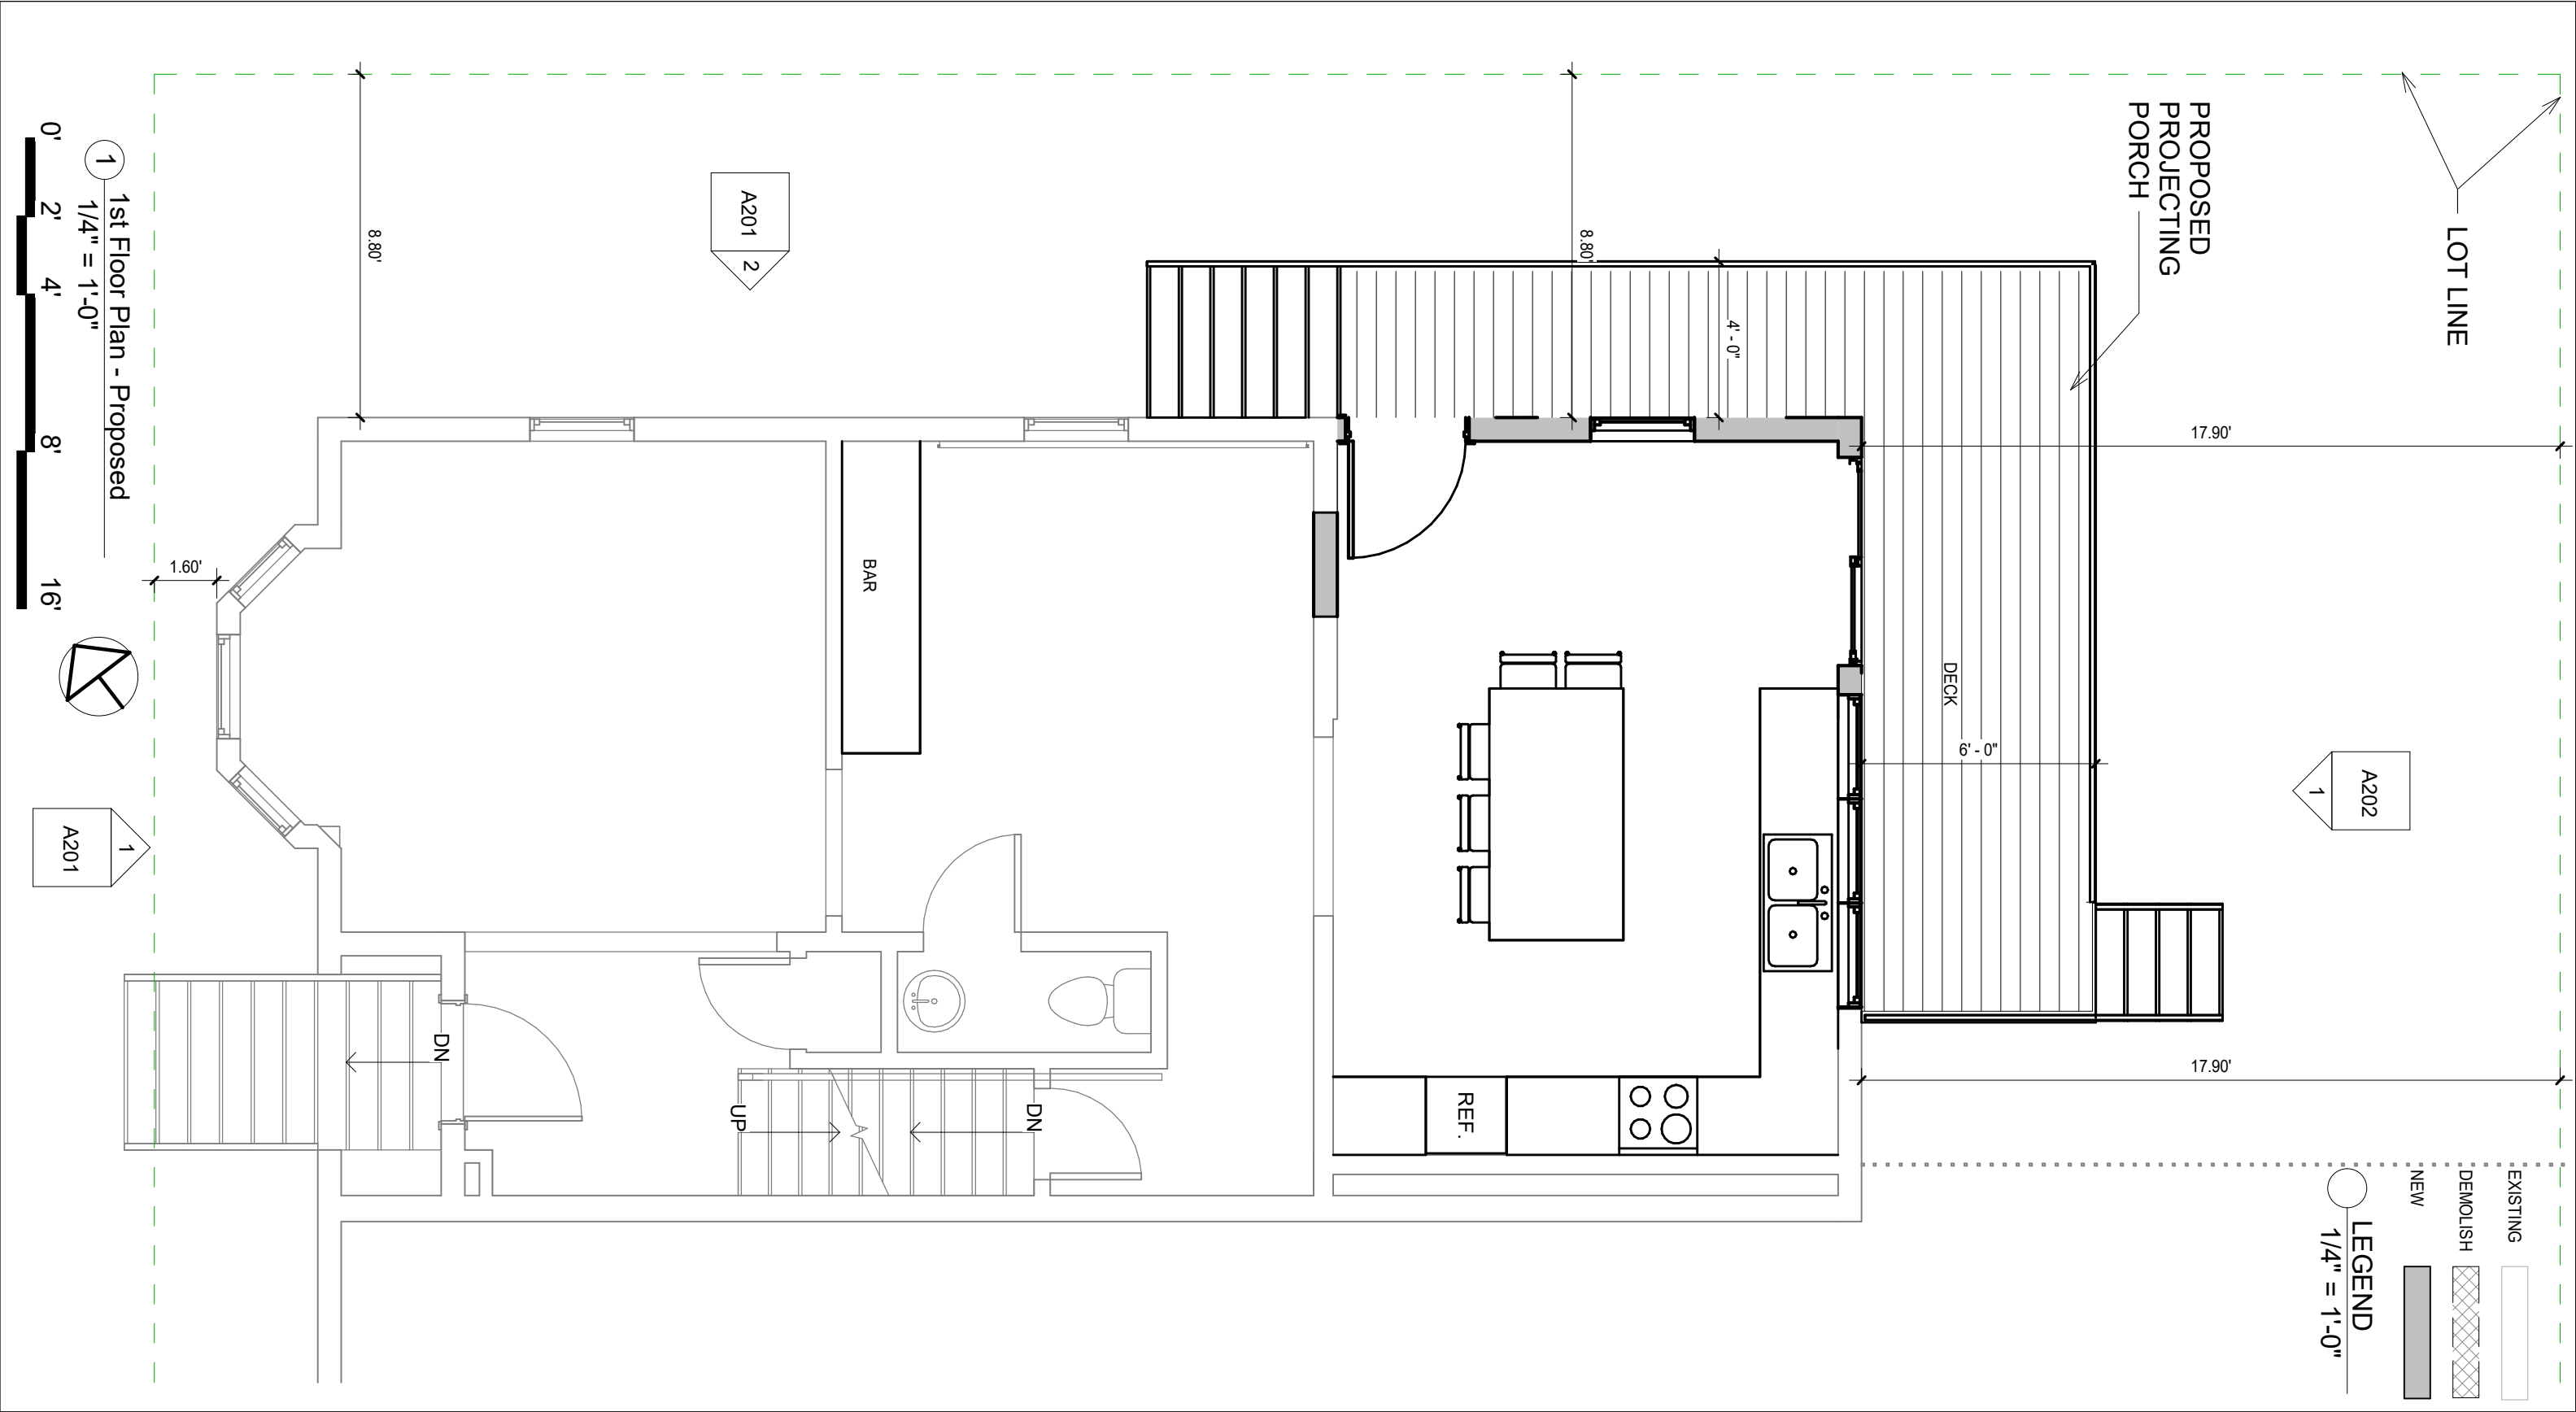 PROPOSED
PROJECTING
PORCH
LOT LINE
A201
2
8.80'
8.80'
4' - 0"
17.90'
0'
2'
4'
8'
16'
1
1st Floor Plan - Proposed
1/4" = 1'-0"
1.60'
BAR
DECK
6' - 0"
A202
1
A201
1
DN
UP
DN
REF.
17.90'
EXISTING
DEMOLISH
NEW
LEGEND
1/4" = 1'-0"